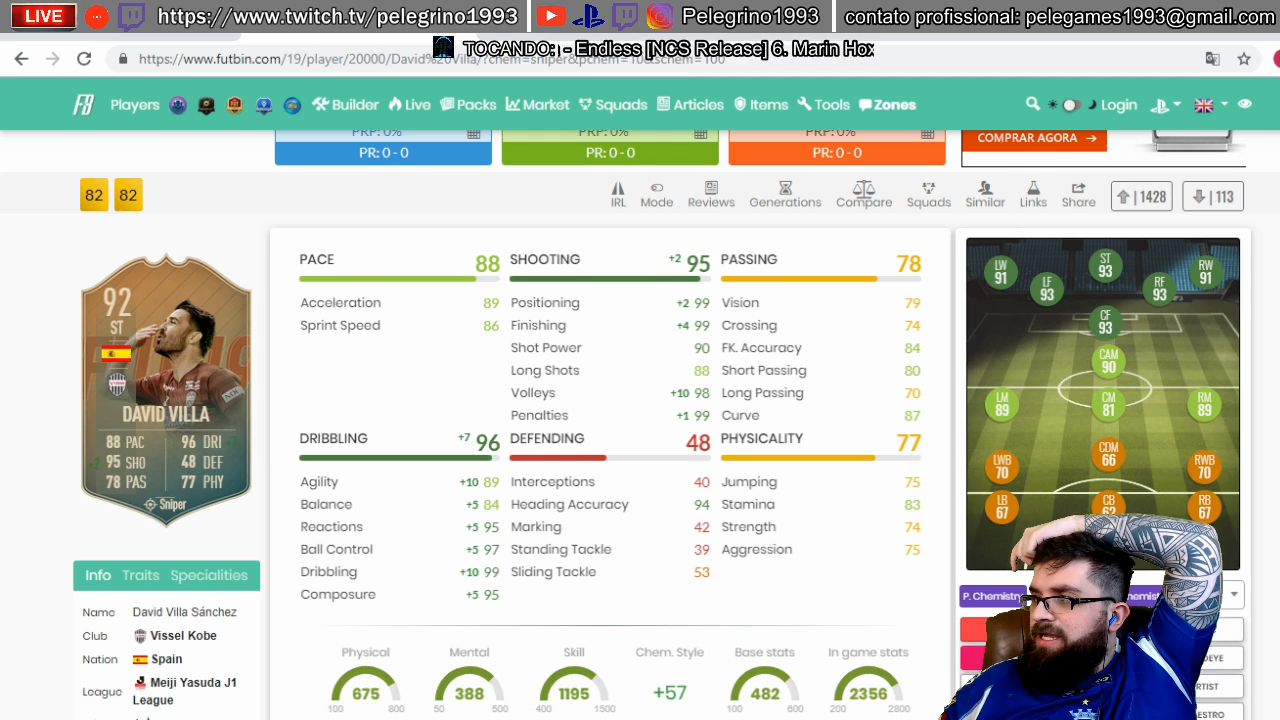 LIVE https://www.twitch.tv/pelegrino1993 Pelegrino1993 contato profissional: pelegames1993@gmail.com
TOCANDO: - Endless [NCS Release] 6. Marin Hox
https://www.futbin.com/19/player/20000/David%20Villa/?chem=sniper&pchem=10&schem=100
Players Builder Live Packs Market Squads Articles Items Tools Zones Login
PRP: 0% PRP: 0% PRP: 0%
COMPRAR AGORA →
PR: 0 - 0 PR: 0 - 0 PR: 0 - 0
82 82
IRL Mode Reviews Generations Compare Squads Similar Links Share | 1428 | 113
PACE 88 SHOOTING +2 95 PASSING 78
Acceleration 89 Positioning +2 99 Vision 79
Sprint Speed 86 Finishing +4 99 Crossing 74
Shot Power 90 FK. Accuracy 84
Long Shots 88 Short Passing 80
Volleys +10 98 Long Passing 70
Penalties +1 99 Curve 87
DRIBBLING +7 96 DEFENDING 48 PHYSICALITY 77
Agility +10 89 Interceptions 40 Jumping 75
Balance +5 84 Heading Accuracy 94 Stamina 83
Reactions +5 95 Marking 42 Strength 74
Ball Control +5 97 Standing Tackle 39 Aggression 75
Dribbling +10 99 Sliding Tackle 53
Composure +5 95
92
ST
DAVID VILLA
88 PAC 96 DRI
95 SHO 48 DEF
78 PAS 77 PHY
Sniper
ST
93
LW
91
RW
91
LF
93
RF
93
CF
93
CAM
90
LM
89
CM
81
RM
89
CDM
66
LWB
70
RWB
70
LB
67
CB
62
RB
67
Info Traits Specialities
Name David Villa Sánchez
Club Vissel Kobe
Nation Spain
League Meiji Yasuda J1
League
Physical Mental Skill Chem. Style Base stats In game stats
675 388 1195 +57 482 2356
100 800 50 500 400 1500 100 600 200 2800
P. Chemistry